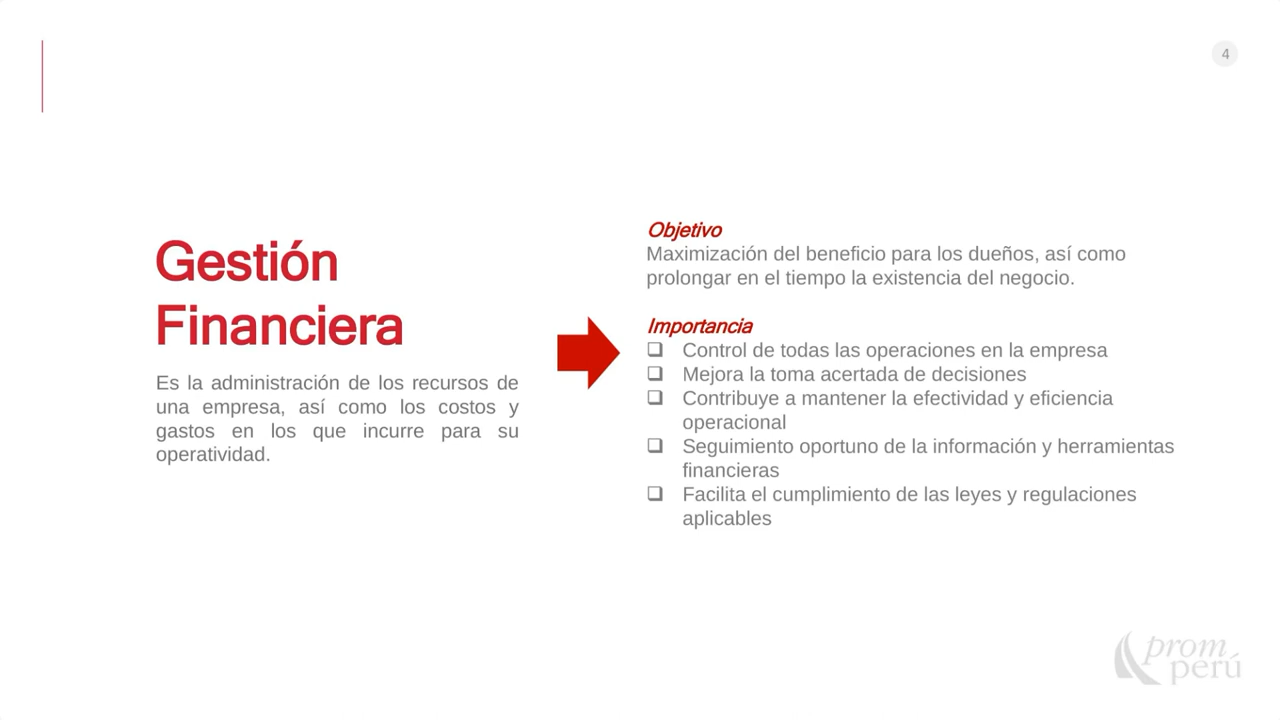 4
Gestión
Financiera
Es la administración de los recursos de
una empresa, así como los costos y
gastos en los que incurre para su
operatividad.
Objetivo
Maximización del beneficio para los dueños, así como
prolongar en el tiempo la existencia del negocio.
Importancia
Control de todas las operaciones en la empresa
Mejora la toma acertada de decisiones
Contribuye a mantener la efectividad y eficiencia
operacional
Seguimiento oportuno de la información y herramientas
financieras
Facilita el cumplimiento de las leyes y regulaciones
aplicables
prom
perú